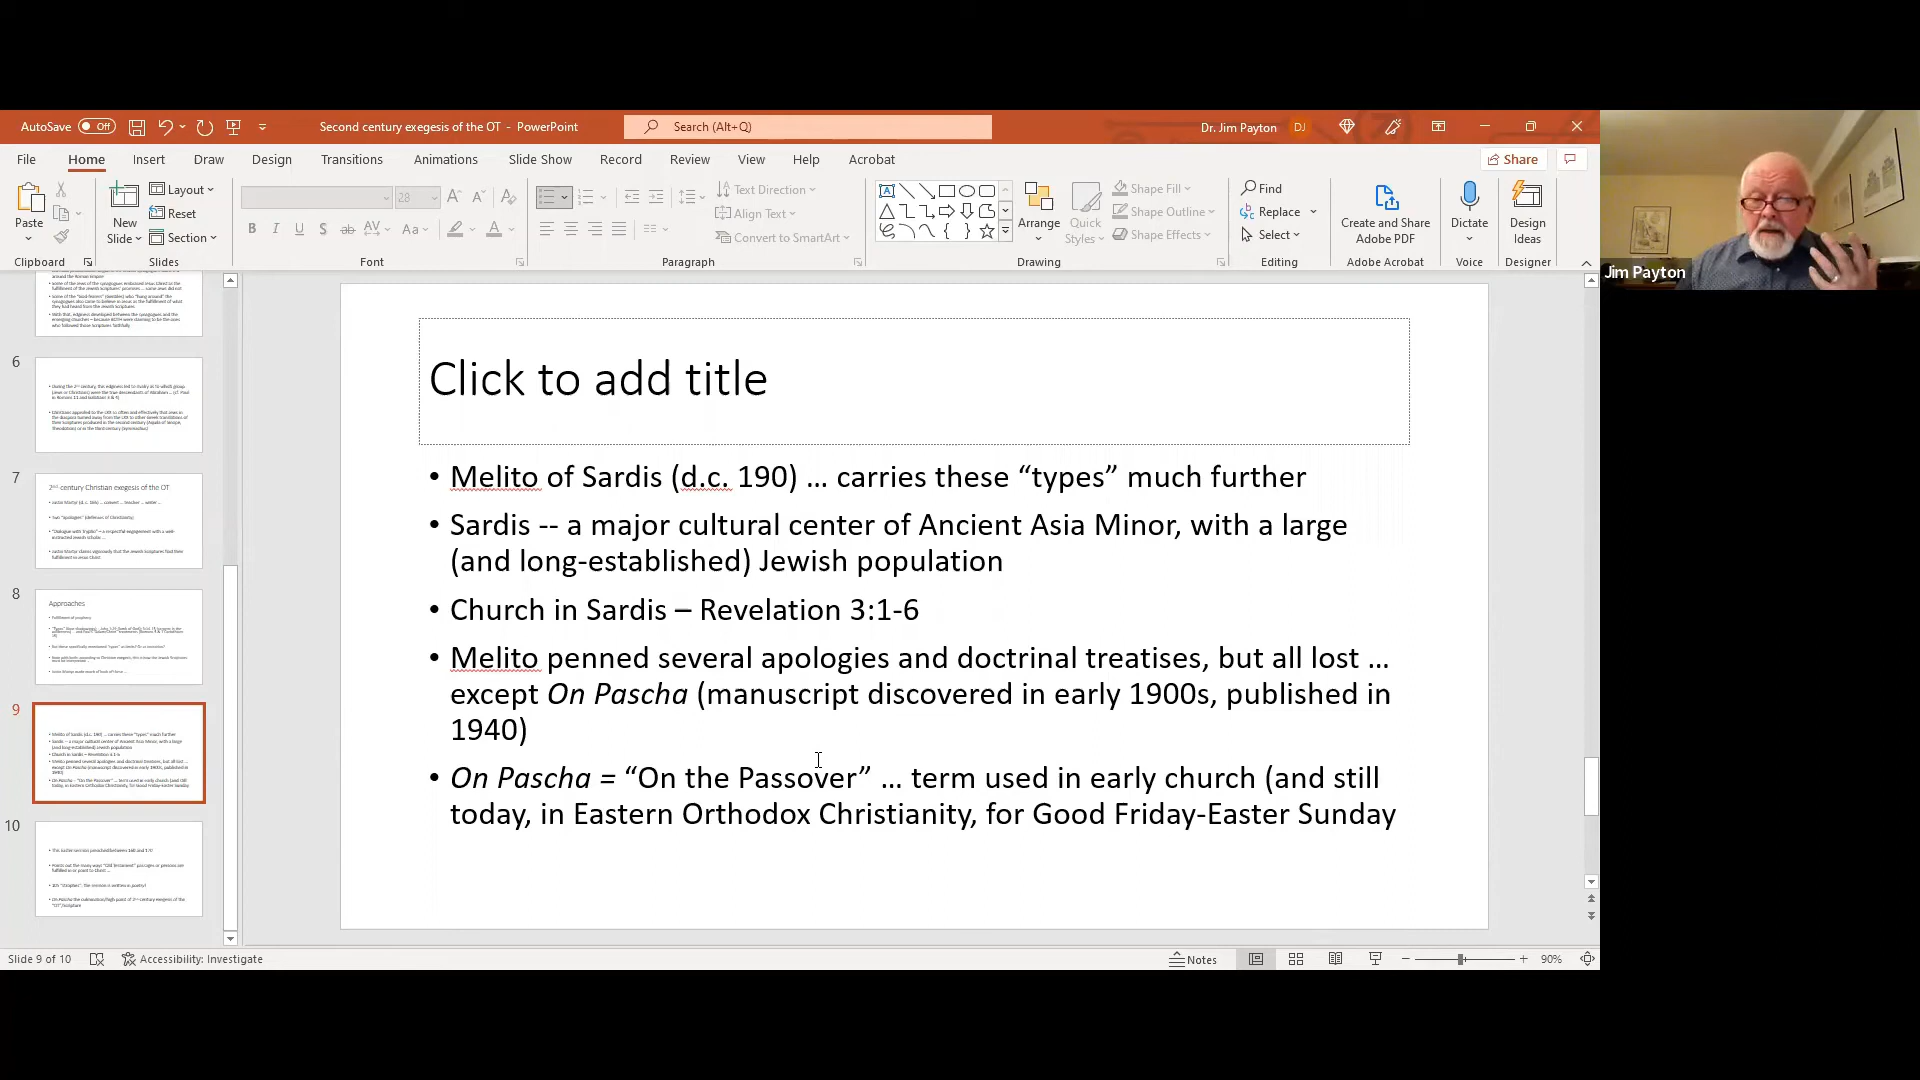 AutoSave Off Second century exegesis of the OT - PowerPoint Search (Alt+Q) Dr. Jim Payton DJ
File Home Insert Draw Design Transitions Animations Slide Show Record Review View Help Acrobat Share
Paste
Clipboard
New Slide
Layout
Reset
Section
Slides
28
B I U S ab AV Aa A
Font
Text Direction
Align Text
Convert to SmartArt
Paragraph
Arrange
Quick Styles
Shape Fill
Shape Outline
Shape Effects
Drawing
Find
Replace
Select
Editing
Create and Share
Adobe PDF
Adobe Acrobat
Dictate
Voice
Design
Ideas
Designer
Jim Payton
6
7
2nd century Christian exegesis of the OT
8
Approaches
9
10
Click to add title
• Melito of Sardis (d.c. 190) … carries these “types” much further
• Sardis -- a major cultural center of Ancient Asia Minor, with a large
(and long-established) Jewish population
• Church in Sardis – Revelation 3:1-6
• Melito penned several apologies and doctrinal treatises, but all lost …
except On Pascha (manuscript discovered in early 1900s, published in
1940)
• On Pascha = “On the Passover” … term used in early church (and still
today, in Eastern Orthodox Christianity, for Good Friday-Easter Sunday
Slide 9 of 10 Accessibility: Investigate Notes 90%